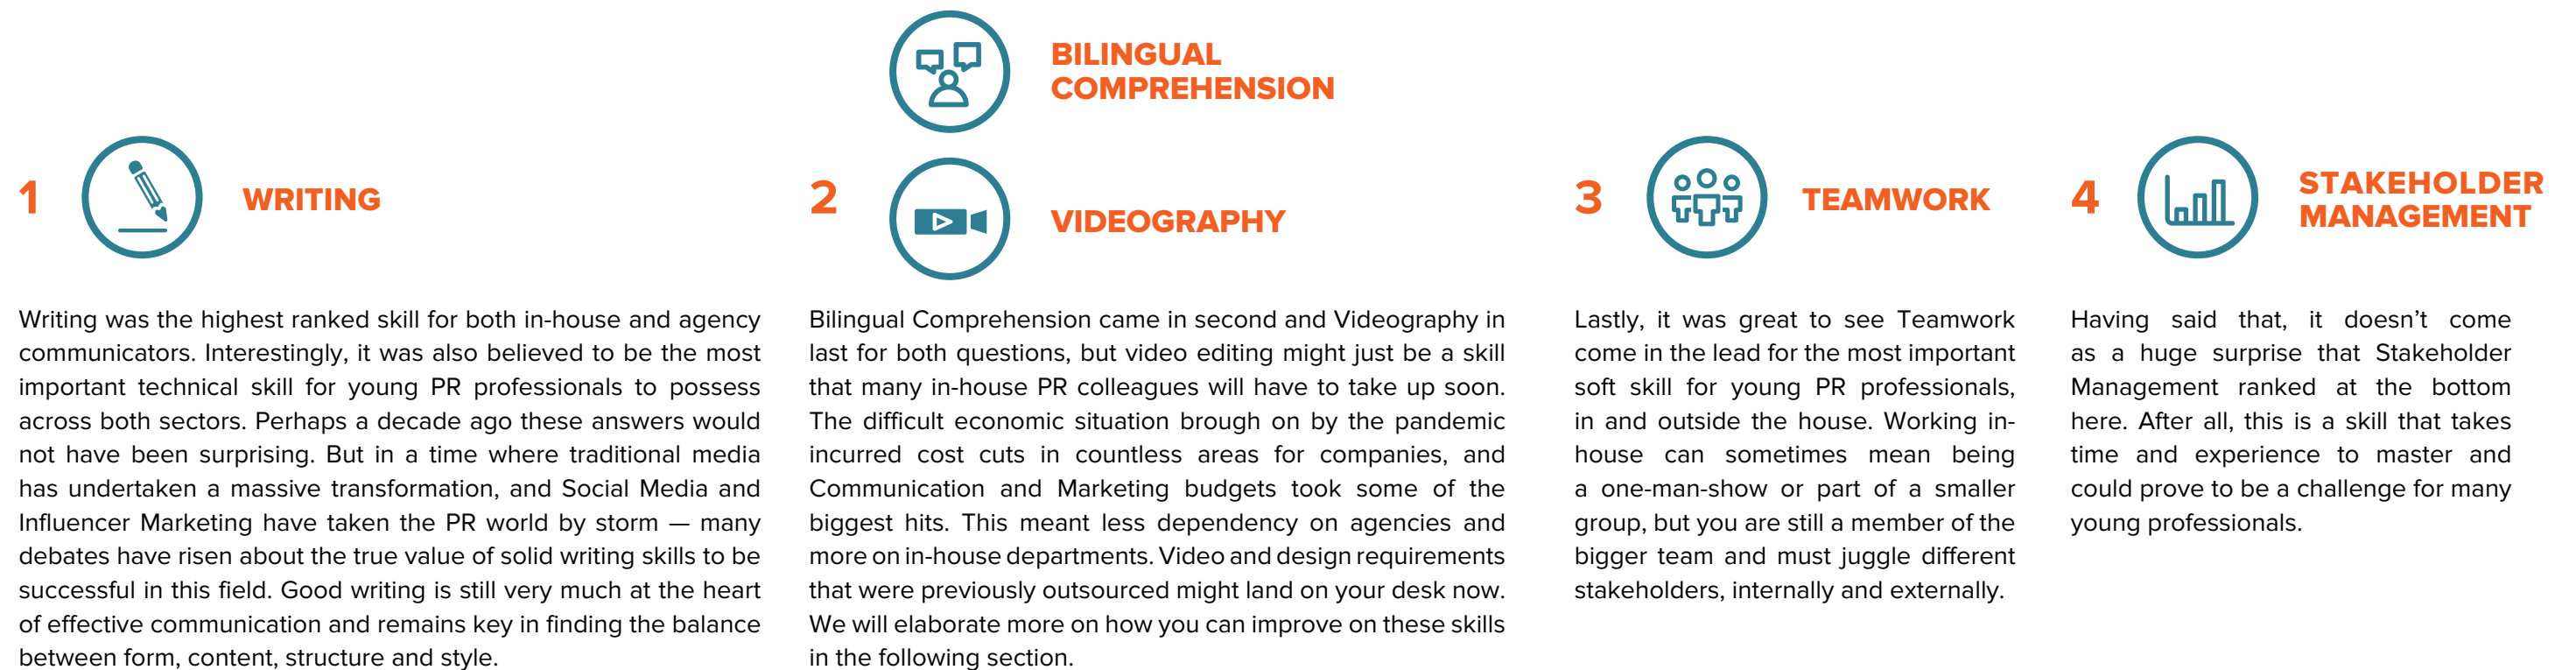 1
WRITING
Writing was the highest ranked skill for both in-house and agency
communicators. Interestingly, it was also believed to be the most
important technical skill for young PR professionals to possess
across both sectors. Perhaps a decade ago these answers would
not have been surprising. But in a time where traditional media
has undertaken a massive transformation, and Social Media and
Influencer Marketing have taken the PR world by storm — many
debates have risen about the true value of solid writing skills to be
successful in this field. Good writing is still very much at the heart
of effective communication and remains key in finding the balance
between form, content, structure and style.
2
BILINGUAL
COMPREHENSION
VIDEOGRAPHY
Bilingual Comprehension came in second and Videography in
last for both questions, but video editing might just be a skill
that many in-house PR colleagues will have to take up soon.
The difficult economic situation brough on by the pandemic
incurred cost cuts in countless areas for companies, and
Communication and Marketing budgets took some of the
biggest hits. This meant less dependency on agencies and
more on in-house departments. Video and design requirements
that were previously outsourced might land on your desk now.
We will elaborate more on how you can improve on these skills
in the following section.
3
TEAMWORK
Lastly, it was great to see Teamwork
come in the lead for the most important
soft skill for young PR professionals,
in and outside the house. Working in-
house can sometimes mean being
a one-man-show or part of a smaller
group, but you are still a member of the
bigger team and must juggle different
stakeholders, internally and externally.
4
STAKEHOLDER
MANAGEMENT
Having said that, it doesn’t come
as a huge surprise that Stakeholder
Management ranked at the bottom
here. After all, this is a skill that takes
time and experience to master and
could prove to be a challenge for many
young professionals.